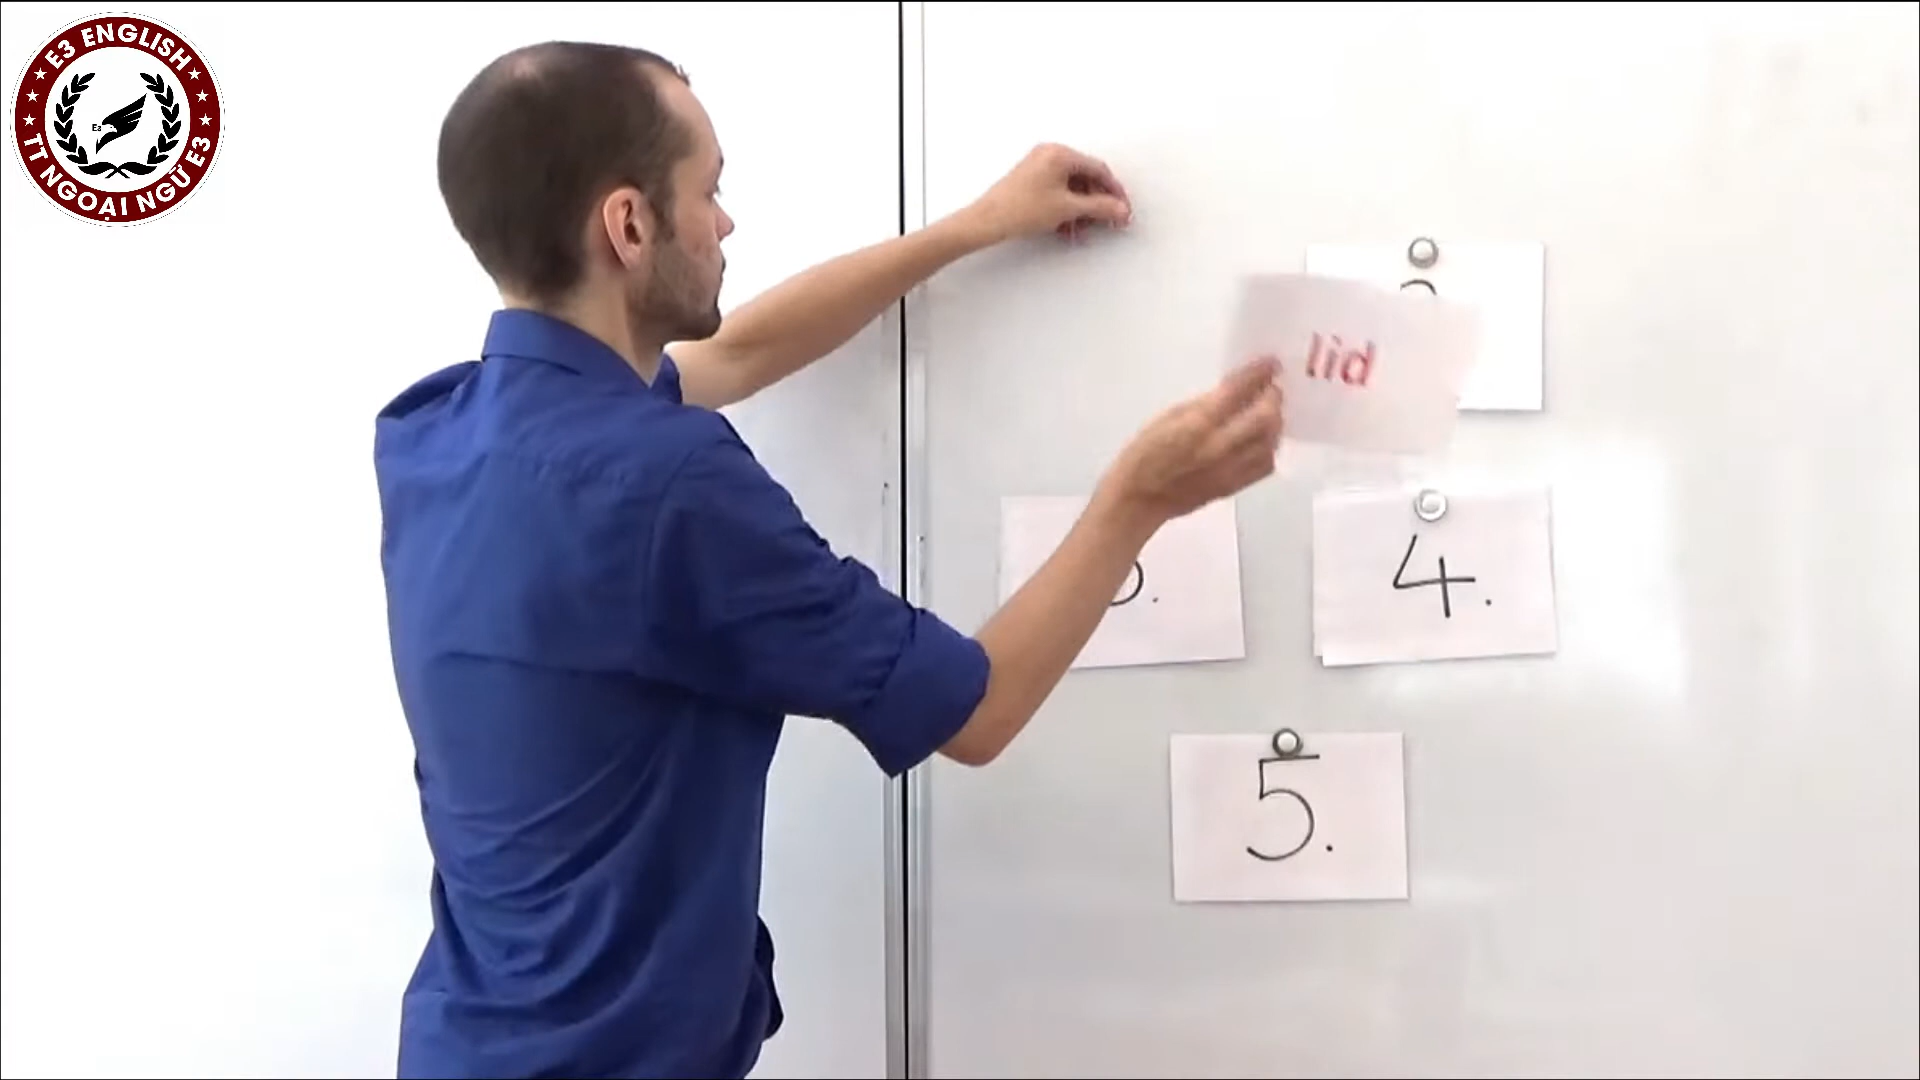 E3 ENGLISH
TT NGOẠI NGỮ E3
lid
4.
5.